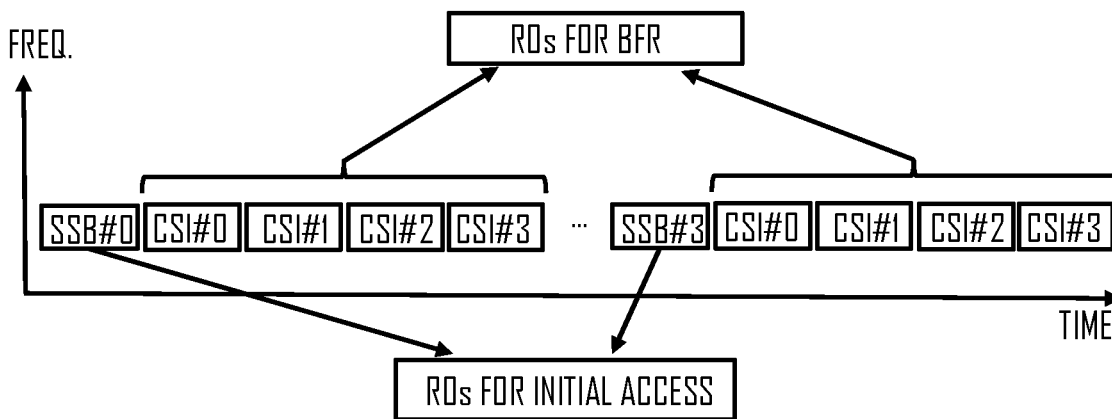 ROs FOR BFR
FREQ.
SSB#0 CSI#0 CSI#1 CSI#2 CSI#3 ... SSB#3 CSI#0 CSI#1 CSI#2 CSI#3
TIME
ROs FOR INITIAL ACCESS